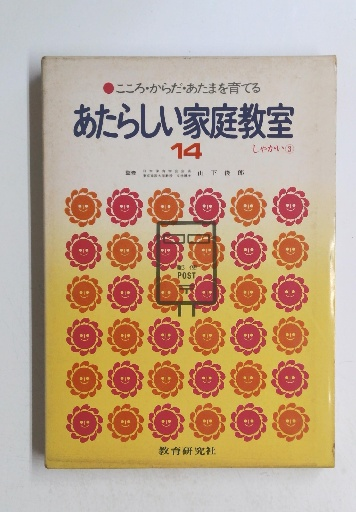 ●こころ・からだ・あたまを育てる
あたらしい家庭教室
14
しゃかい③
監修
山下俊郎
POST
教育研究社